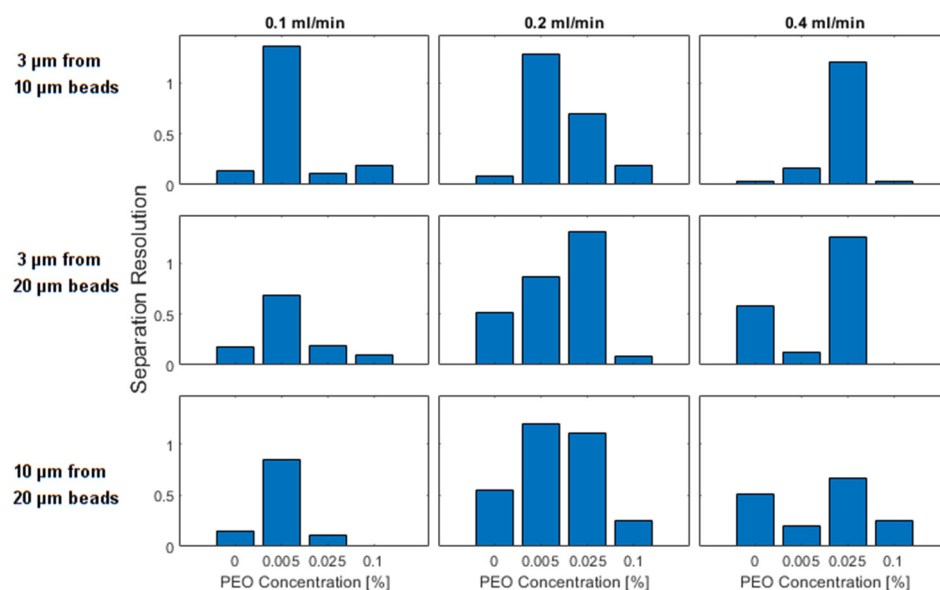 0.1 ml/min 0.2 ml/min 0.4 ml/min
3 µm from
10 µm beads
1
0.5
0
3 µm from
20 µm beads
1
0.5
0
Separation Resolution
10 µm from
20 µm beads
1
0.5
0
0 0.005 0.025 0.1 0 0.005 0.025 0.1 0 0.005 0.025 0.1
PEO Concentration [%] PEO Concentration [%] PEO Concentration [%]